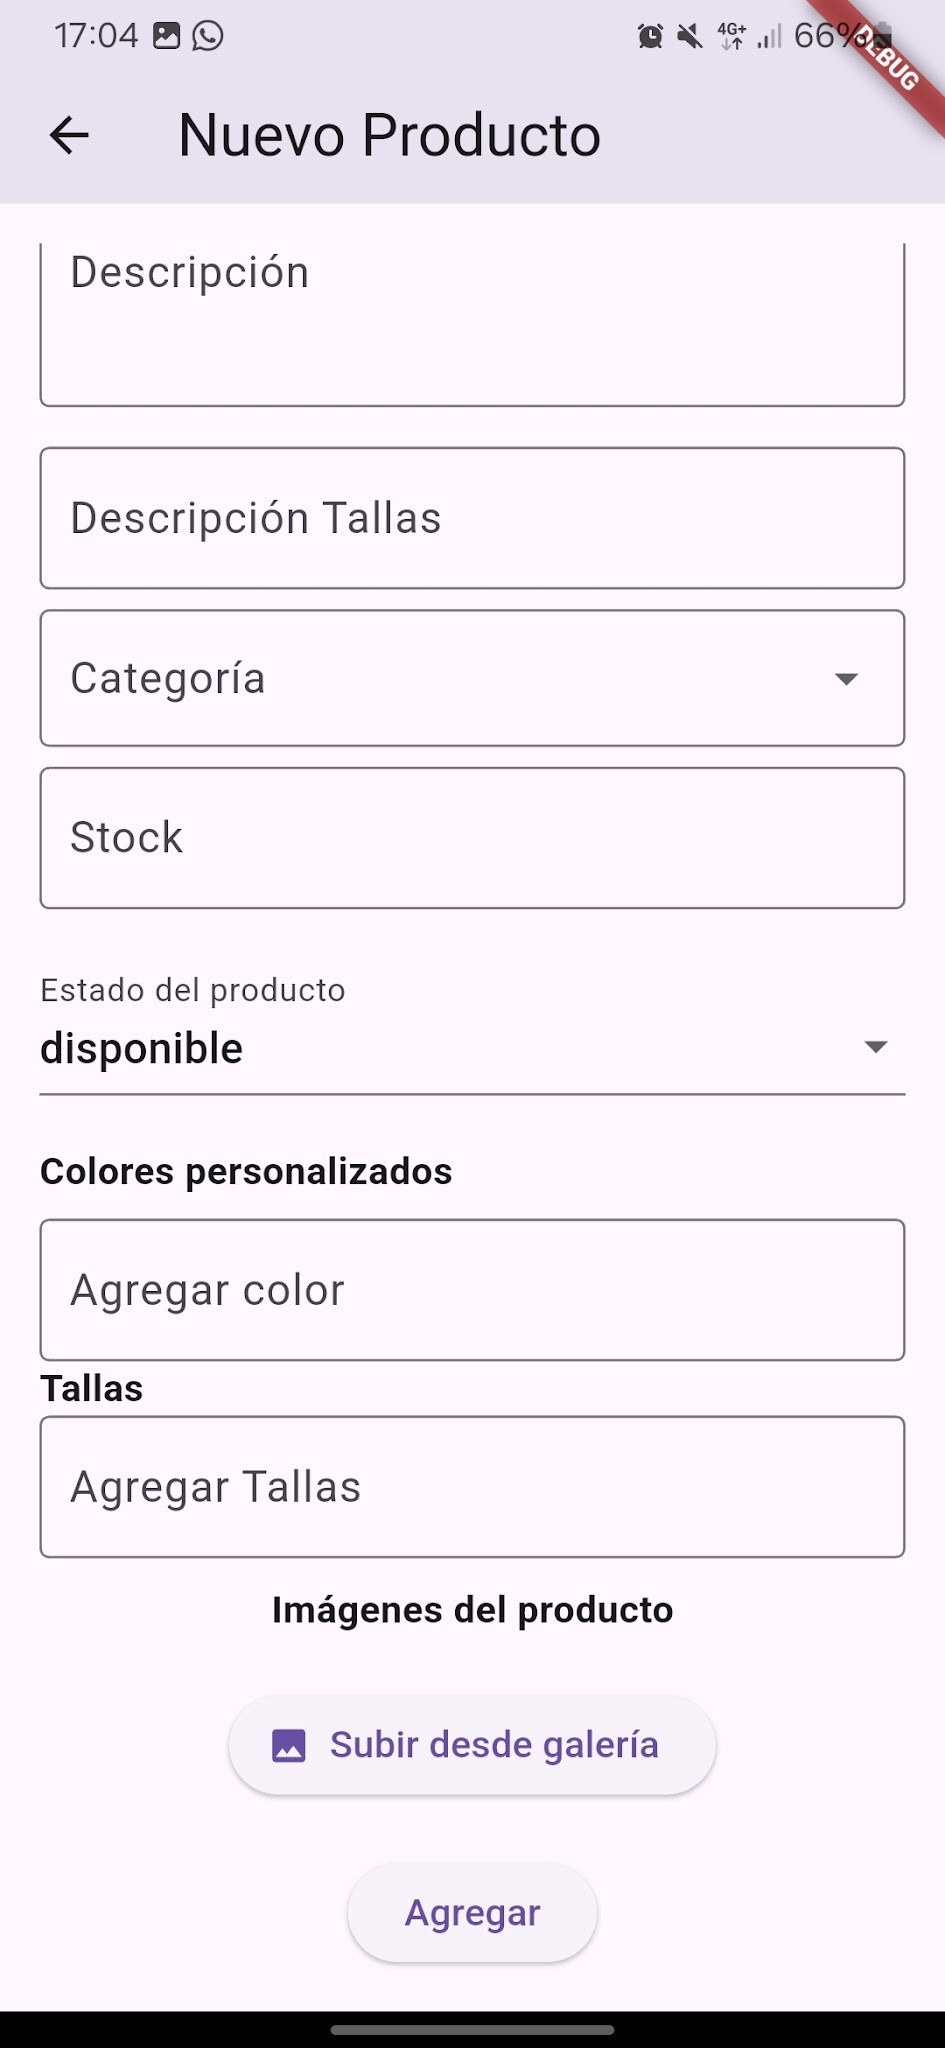 17:04 4G+ 66%
DEBUG
Nuevo Producto
Descripción
Descripción Tallas
Categoría
Stock
Estado del producto
disponible
Colores personalizados
Agregar color
Tallas
Agregar Tallas
Imágenes del producto
Subir desde galería
Agregar